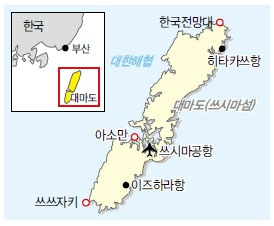 한국
부산
대마도
한국전망대
히타카쓰항
대한해협
대마도(쓰시마섬)
아소만
쓰시마공항
이즈하라항
쓰쓰자키